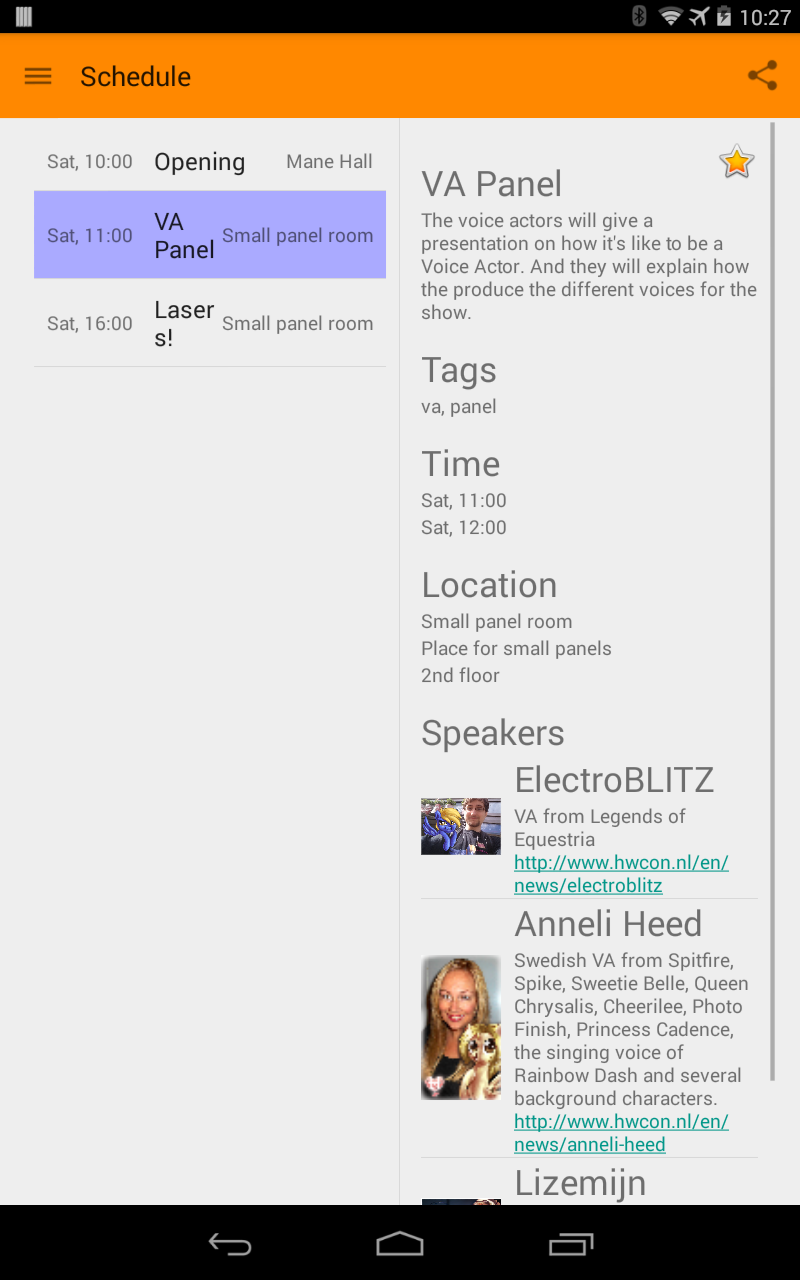 10:27
Schedule
Sat, 10:00 Opening Mane Hall
Sat, 11:00 VA Panel Small panel room
Sat, 16:00 Laser s! Small panel room
VA Panel
The voice actors will give a
presentation on how it's like to be a
Voice Actor. And they will explain how
the produce the different voices for the
show.
Tags
va, panel
Time
Sat, 11:00
Sat, 12:00
Location
Small panel room
Place for small panels
2nd floor
Speakers
ElectroBLITZ
VA from Legends of
Equestria
http://www.hwcon.nl/en/
news/electroblitz
Anneli Heed
Swedish VA from Spitfire,
Spike, Sweetie Belle, Queen
Chrysalis, Cheerilee, Photo
Finish, Princess Cadence,
the singing voice of
Rainbow Dash and several
background characters.
http://www.hwcon.nl/en/
news/anneli-heed
Lizemijn